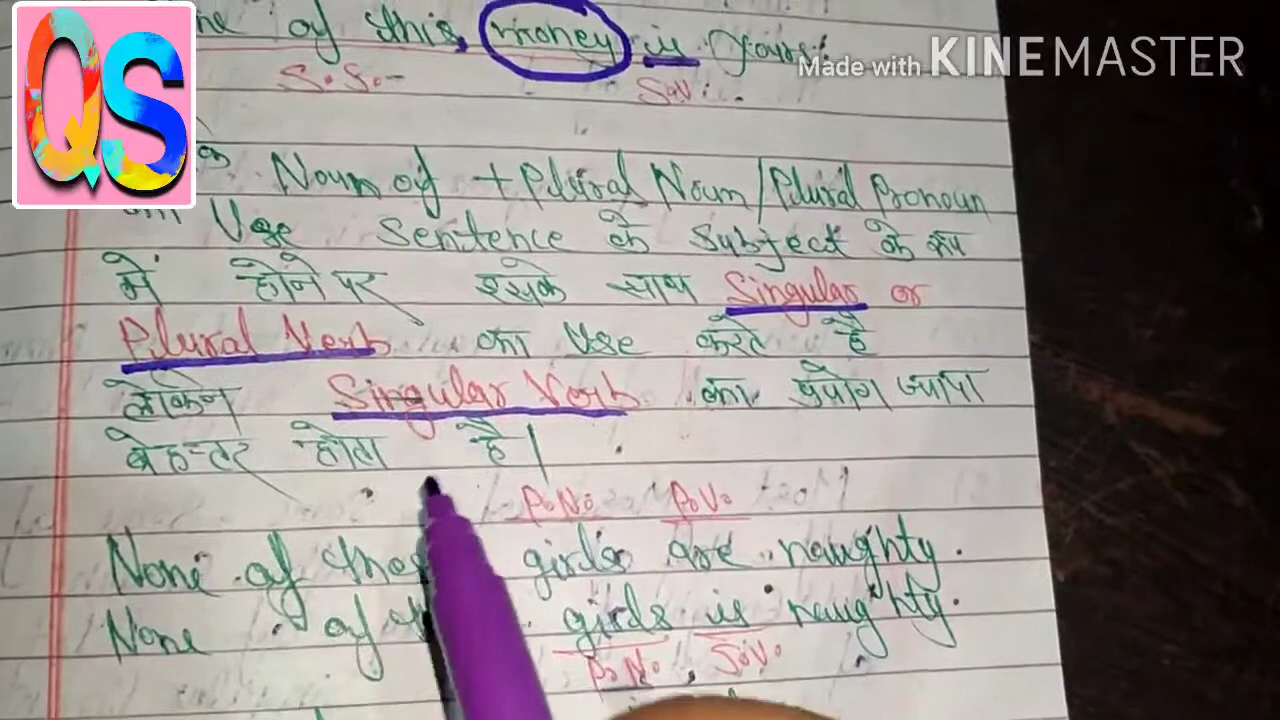 QS
of this money is yours.
Made with KINEMASTER
S.S.-
S.V.
Noun of + Plural Noun/Plural Pronoun
Use Sentence के Subject के रूप
में होने पर इसके साथ Singular or
Plural Verb का Use करते है
लेकिन Singular Verb का प्रयोग ज्यादा
बेहतर होता है।
P.N. P.V.
None of girls are naughty.
None of girls is naughty.
P.N. , S.V.